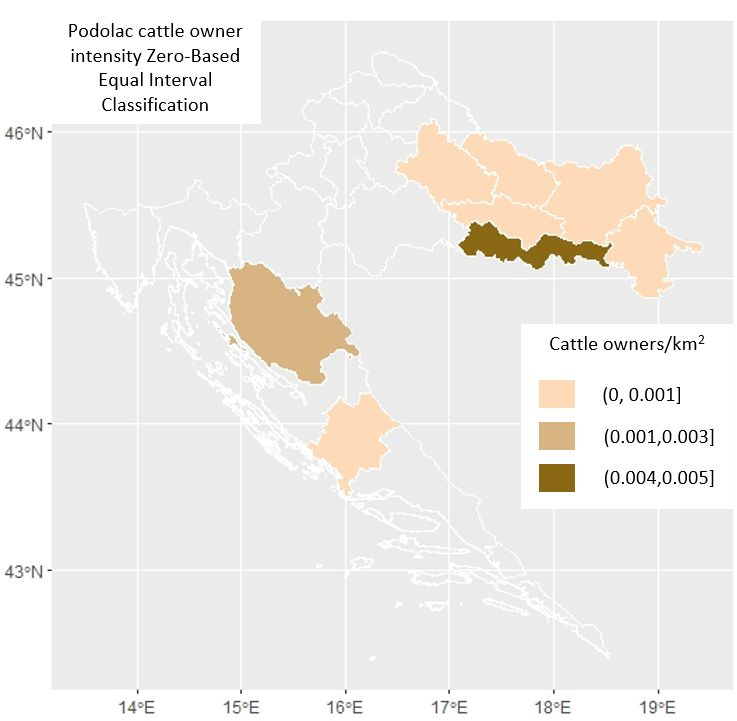 Podolac cattle owner
intensity Zero-Based
Equal Interval
Classification
46°N
45°N
44°N
43°N
Cattle owners/km²
(0, 0.001]
(0.001,0.003]
(0.004,0.005]
14°E 15°E 16°E 17°E 18°E 19°E